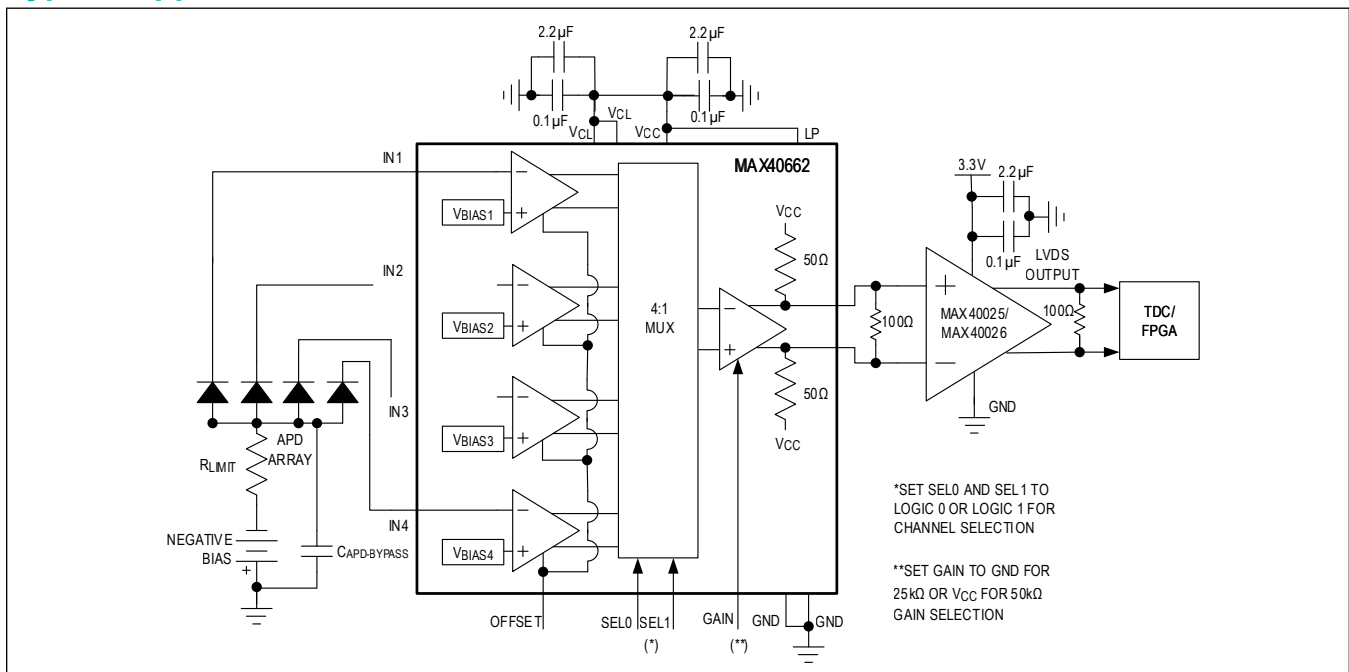 2.2µF
2.2µF
0.1µF
VCL
VCL
VCC
0.1µF
LP
IN1
MAX40662
3.3V
2.2µF
0.1µF
VBIAS1
VCC
50Ω
LVDS
OUTPUT
IN2
VBIAS2
4:1
MUX
100Ω
MAX40025/
MAX40026
100Ω
TDC/
FPGA
50Ω
VCC
GND
IN3
VBIAS3
APD
ARRAY
RLIMIT
IN4
VBIAS4
NEGATIVE
BIAS
+
CAPD-BYPASS
*SET SEL0 AND SEL1 TO
LOGIC 0 OR LOGIC 1 FOR
CHANNEL SELECTION
**SET GAIN TO GND FOR
25kΩ OR VCC FOR 50kΩ
GAIN SELECTION
OFFSET
SEL0 SEL1
(*)
GAIN
(**)
GND
GND